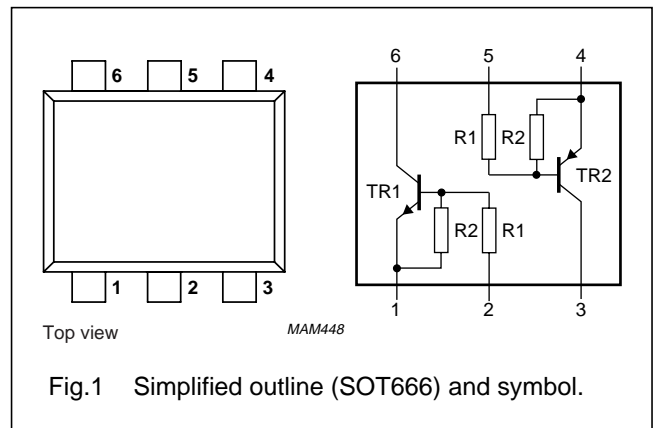 6 5 4
6 5 4
R1 R2
TR1 TR2
R2 R1
1 2 3
1 2 3
Top view MAM448
Fig.1 Simplified outline (SOT666) and symbol.